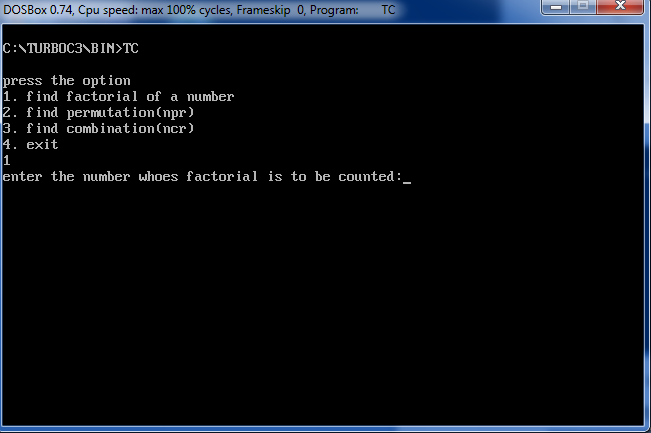 DOSBox 0.74, Cpu speed: max 100% cycles, Frameskip 0, Program: TC
C:\TURBOC3\BIN>TC
press the option
1. find factorial of a number
2. find permutation(npr)
3. find combination(ncr)
4. exit
1
enter the number whoes factorial is to be counted:_